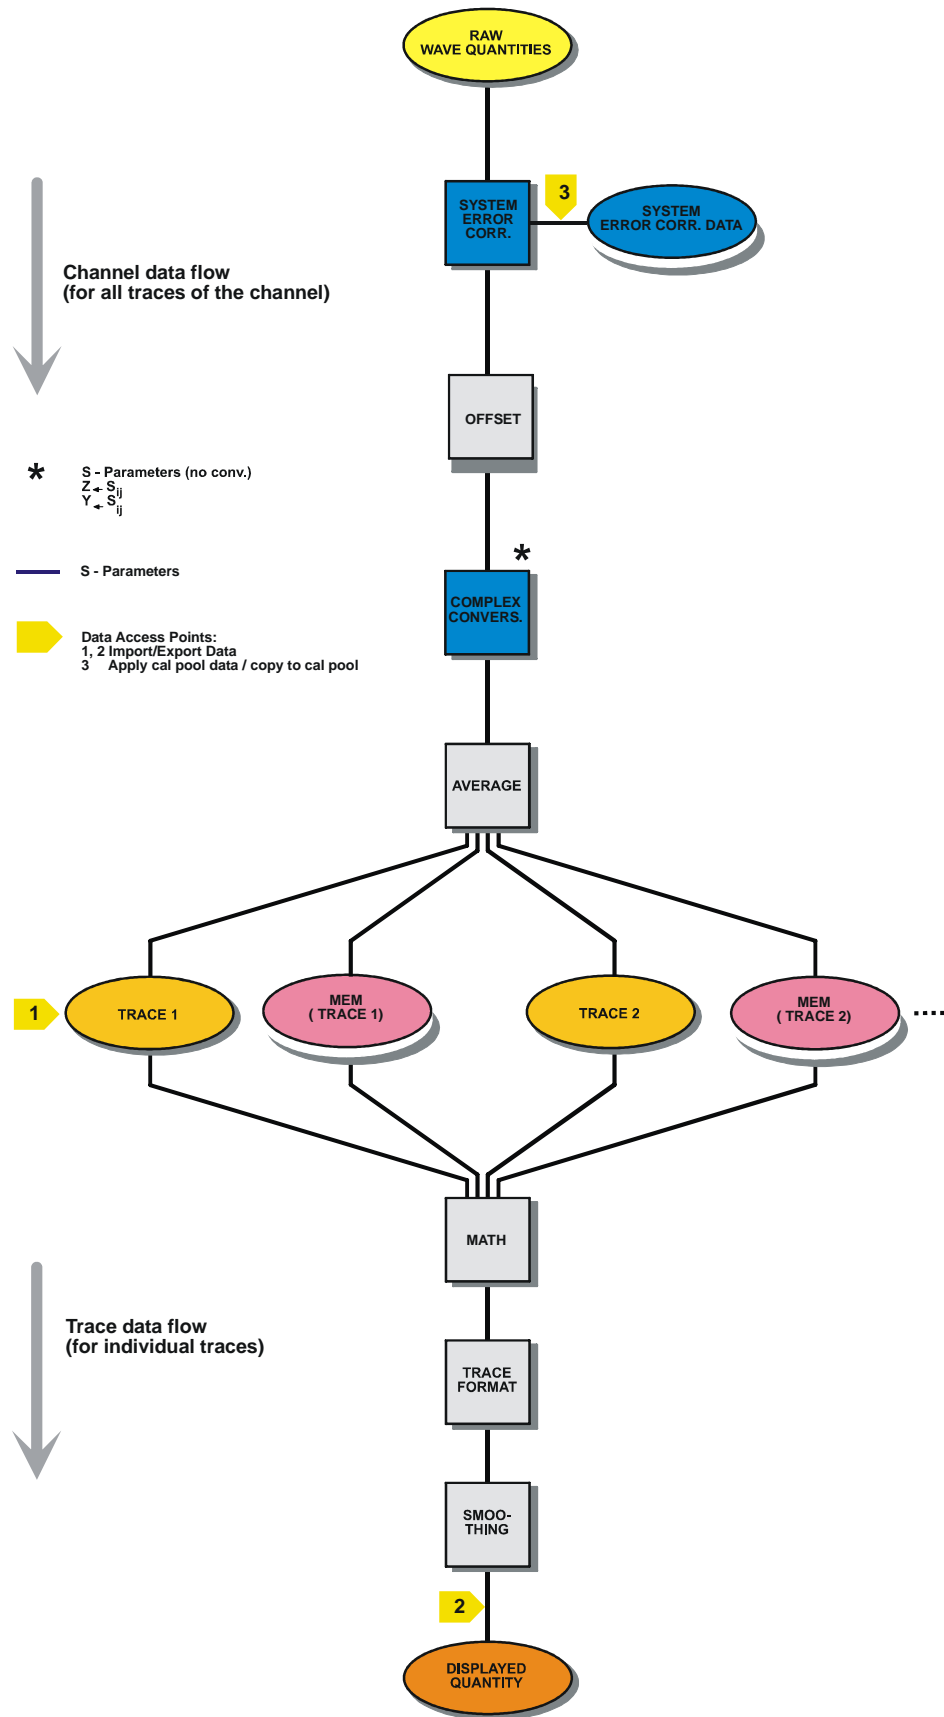 RAW
WAVE QUANTITIES
SYSTEM
ERROR
CORR.
3
SYSTEM
ERROR CORR. DATA
Channel data flow
(for all traces of the channel)
OFFSET
* S - Parameters (no conv.)
Z ← Sij
Y ← Sij
*
S - Parameters
COMPLEX
CONVERS.
Data Access Points:
1, 2 Import/Export Data
3 Apply cal pool data / copy to cal pool
AVERAGE
1
TRACE 1
MEM
( TRACE 1)
TRACE 2
MEM
( TRACE 2)
....
MATH
Trace data flow
(for individual traces)
TRACE
FORMAT
SMOO-
THING
2
DISPLAYED
QUANTITY